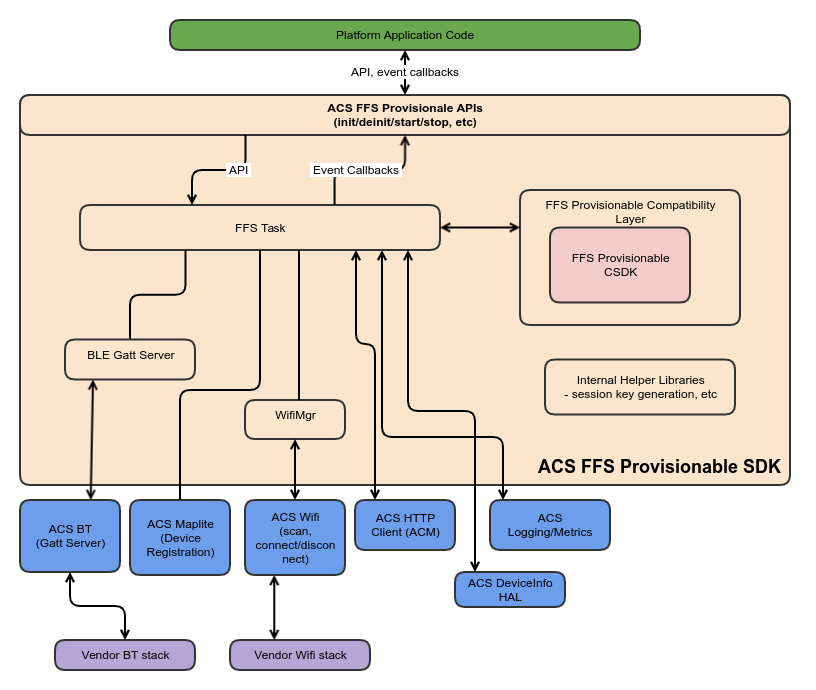 Platform Application Code
API, event callbacks
ACS FFS Provisionale APIs
(init/deinit/start/stop, etc)
API
Event Callbacks
FFS Task
FFS Provisionable Compatibility
Layer
FFS Provisionable
CSDK
BLE Gatt Server
WifiMgr
Internal Helper Libraries
- session key generation, etc
ACS FFS Provisionable SDK
ACS BT
(Gatt Server)
ACS Maplite
(Device
Registration)
ACS Wifi
(scan,
connect/discon
nect)
ACS HTTP
Client (ACM)
ACS
Logging/Metrics
ACS DeviceInfo
HAL
Vendor BT stack
Vendor Wifi stack